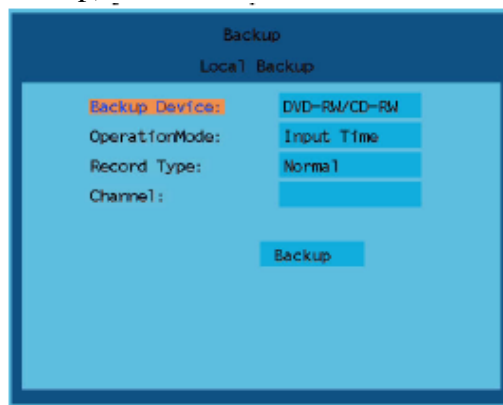 Backup
Local Backup
Backup Device: DVD-RW/CD-RW
OperationMode: Input Time
Record Type: Normal
Channel:
Backup